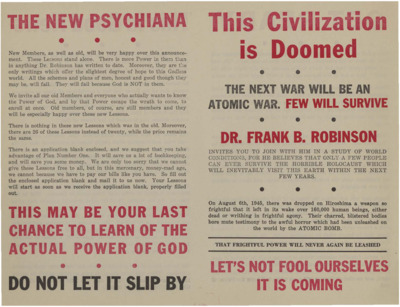 THE NEW PSYCHIANA
New Members, as well as old, will be very happy over this announce-
ment. These Lessons stand alone. There is more Power in them than
anything Dr. Robinson has written to date. Moreover, they are the
only writings which offer the slightest degree of hope to this Godless
world. All the schemes and plans of men, honest and good though they
may be, will fail. They will fail because God is NOT in them.
We invite all our old Members and everyone who actually wants to know
the Power of God, and by that Power escape the wrath to come, to
enroll at once. Old members, of course, are still members and they
will be especially happy over these new Lessons.
There is nothing in these new Lessons which was in the old. Moreover,
there are 26 of these Lessons instead of twenty, while the price remains
the same.
There is an application blank enclosed, and we suggest that you take
advantage of Plan Number One. It will save us a lot of bookkeeping,
and will save you some money. We are only too sorry that we cannot
give these Lessons free to all, but in this mercenary, money-mad age,
we cannot because we have to pay our bills like you have. So fill out
the enclosed application blank and mail it to us now. Your Lessons
will start as soon as we receive the application blank, properly filled
out.
THIS MAY BE YOUR LAST
CHANCE TO LEARN OF THE
ACTUAL POWER OF GOD
DO NOT LET IT SLIP BY
This Civilization
is Doomed
THE NEXT WAR WILL BE AN
ATOMIC WAR. FEW WILL SURVIVE
DR. FRANK B. ROBINSON
INVITES YOU TO JOIN WITH HIM IN A STUDY OF WORLD
CONDITIONS, FOR HE BELIEVES THAT ONLY A FEW PEOPLE
CAN EVER SURVIVE THE HORRIBLE HOLOCAUST WHICH
WILL INEVITABLY VISIT THIS EARTH WITHIN THE NEXT
FEW YEARS.
On August 6th, 1945, there was dropped on Hiroshima a weapon so
frightful that it left in its wake over 160,000 human beings, either
dead or writhing in frightful agony. Their charred, blistered bodies
bore mute testimony to the awful horror which had been unleashed on
the world by the ATOMIC BOMB.
THAT FRIGHTFUL POWER WILL NEVER AGAIN BE LEASHED
LET'S NOT FOOL OURSELVES
IT IS COMING